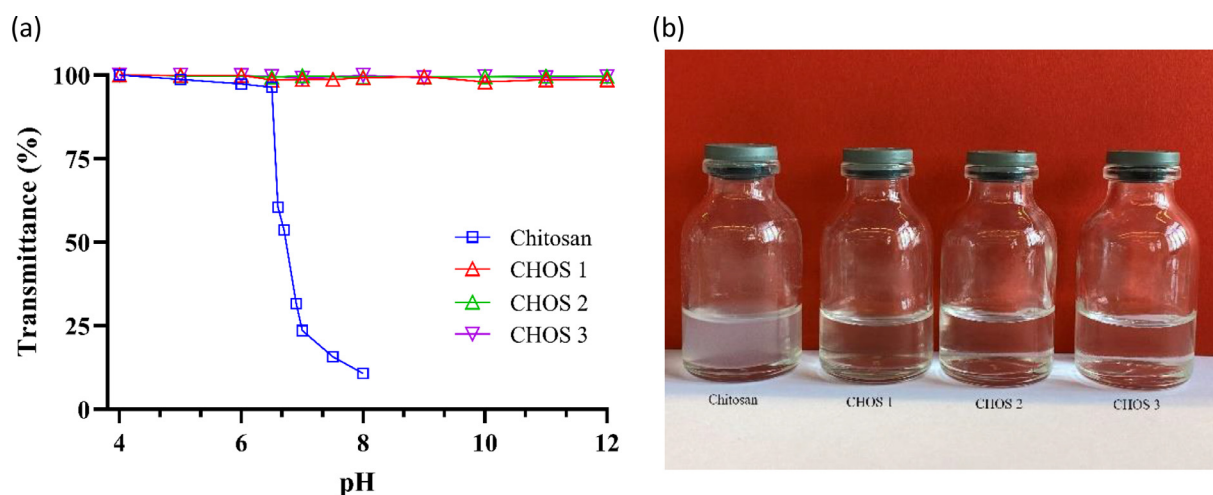 (a)
(b)
100
75
50
25
0
Transmittance (%)
4
6
8
10
12
pH
Chitosan
CHOS 1
CHOS 2
CHOS 3
Chitosan
CHOS 1
CHOS 2
CHOS 3